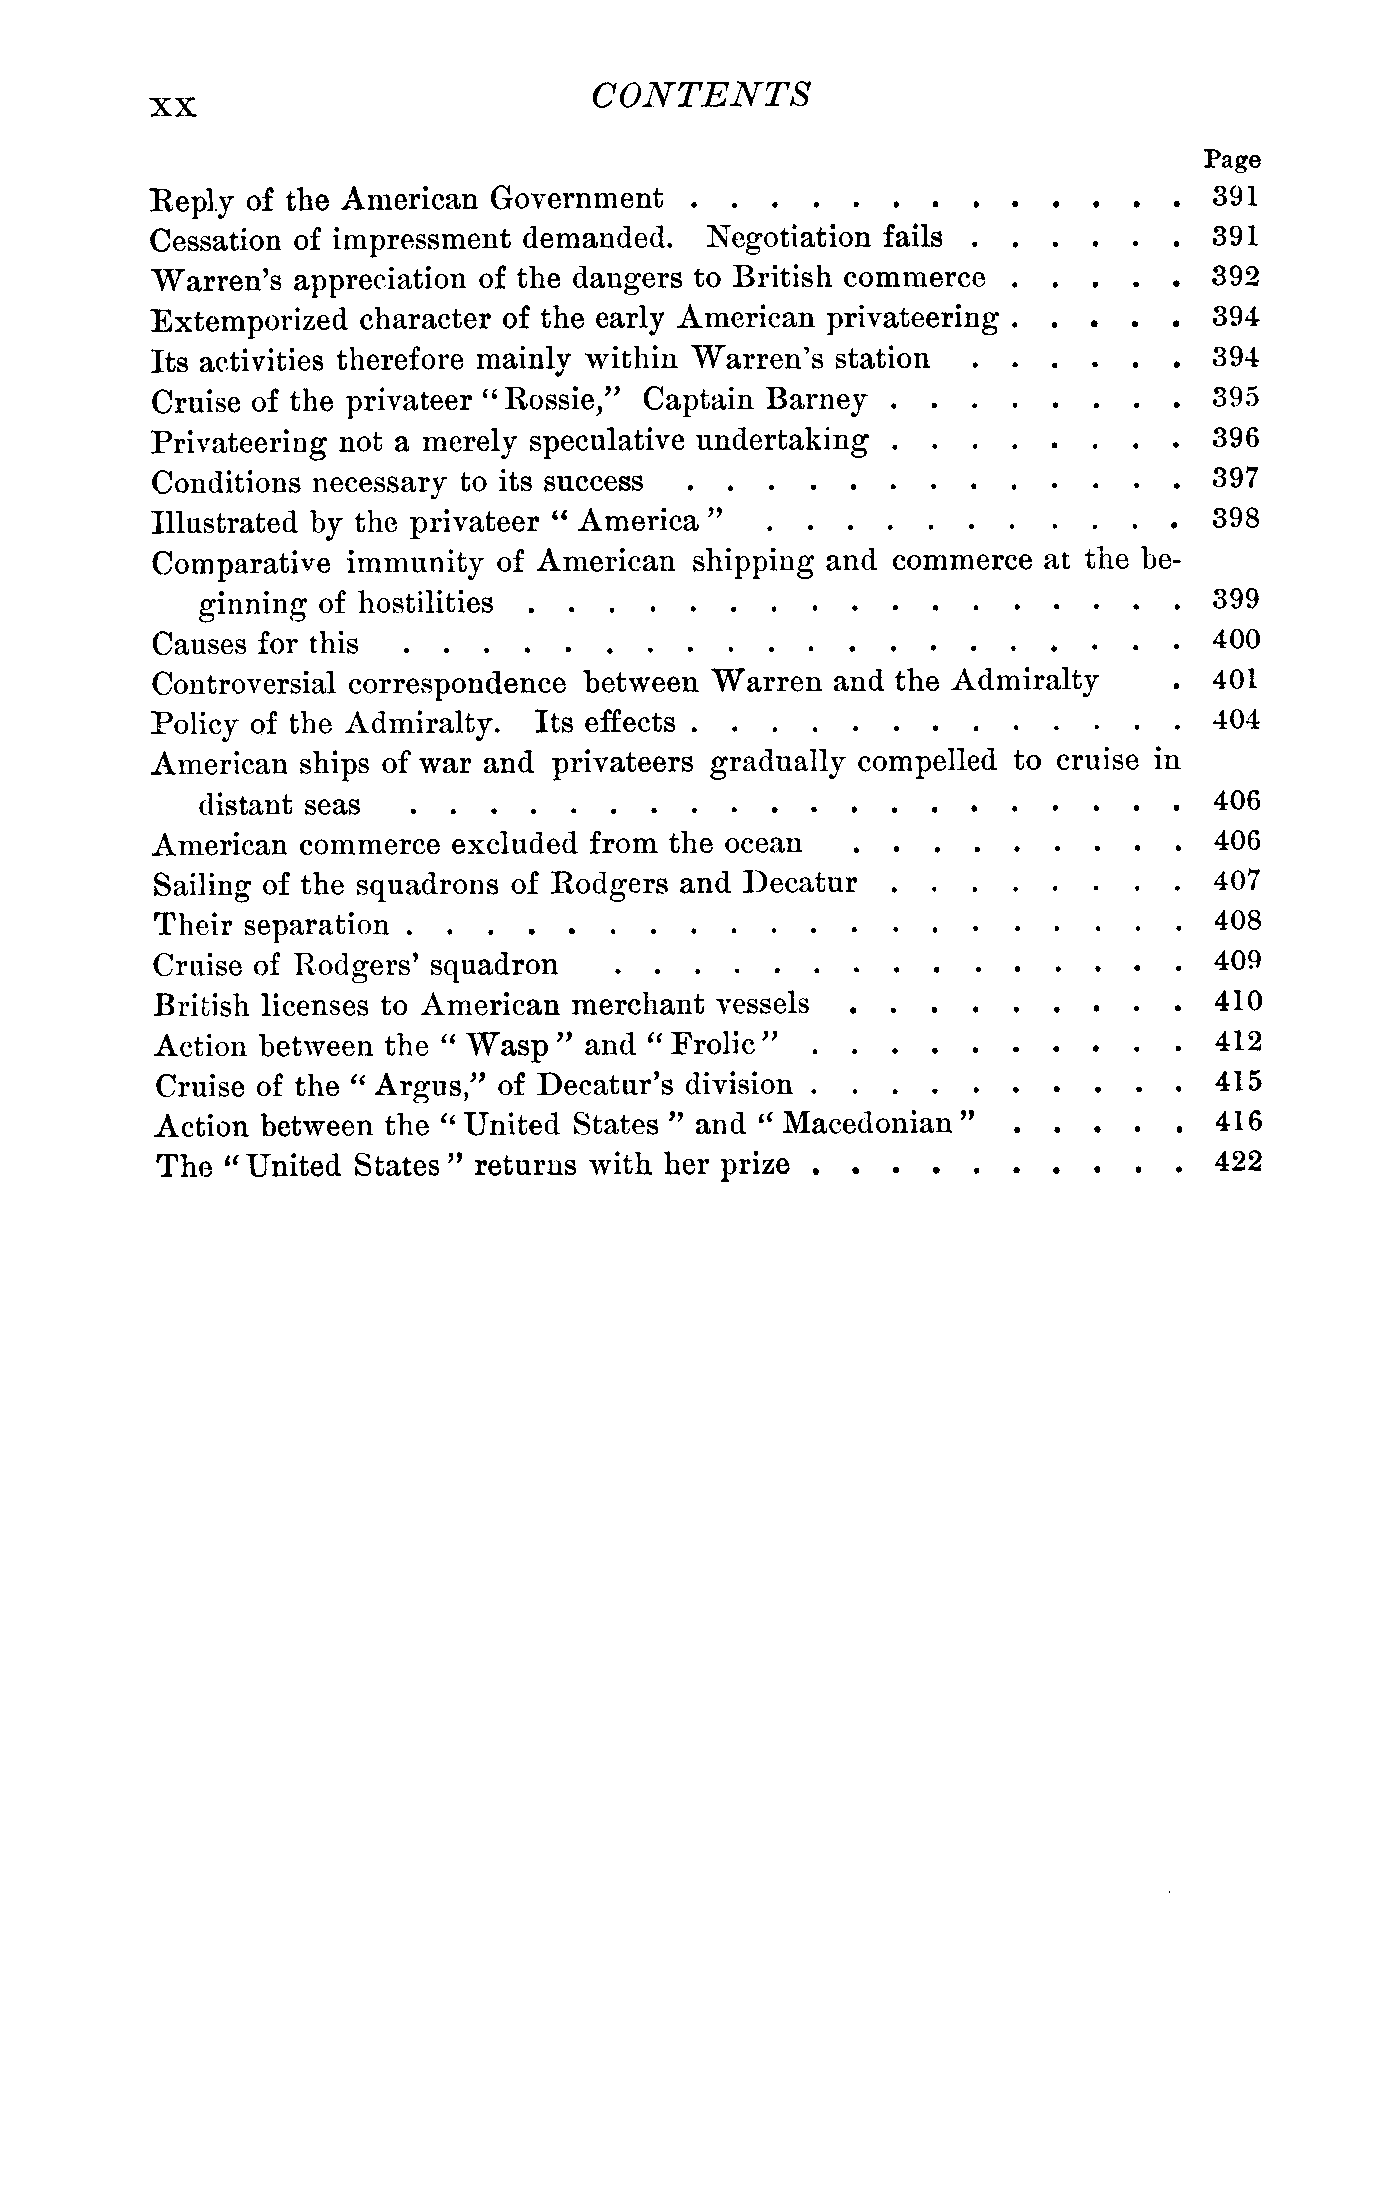 xx CONTENTS
Page
Reply of the American Government . . . . . . . . . . . . . 391
Cessation of impressment demanded. Negotiation fails . . . . . . 391
Warren's appreciation of the dangers to British commerce . . . . . 392
Extemporized character of the early American privateering . . . . . 394
Its activities therefore mainly within Warren's station . . . . . . 394
Cruise of the privateer “Rossie,” Captain Barney . . . . . . . . 395
Privateering not a merely speculative undertaking . . . . . . . . 396
Conditions necessary to its success . . . . . . . . . . . . . 397
Illustrated by the privateer “America” . . . . . . . . . . . 398
Comparative immunity of American shipping and commerce at the be-
ginning of hostilities . . . . . . . . . . . . . . . . . 399
Causes for this . . . . . . . . . . . . . . . . . . . . 400
Controversial correspondence between Warren and the Admiralty . 401
Policy of the Admiralty. Its effects . . . . . . . . . . . . . 404
American ships of war and privateers gradually compelled to cruise in
distant seas . . . . . . . . . . . . . . . . . . . . 406
American commerce excluded from the ocean . . . . . . . . . 406
Sailing of the squadrons of Rodgers and Decatur . . . . . . . . 407
Their separation . . . . . . . . . . . . . . . . . . . . 408
Cruise of Rodgers' squadron . . . . . . . . . . . . . . . 409
British licenses to American merchant vessels . . . . . . . . . 410
Action between the “Wasp” and “Frolic” . . . . . . . . . . 412
Cruise of the “Argus,” of Decatur's division . . . . . . . . . . 415
Action between the “United States” and “Macedonian” . . . . . 416
The “United States” returns with her prize . . . . . . . . . . 422